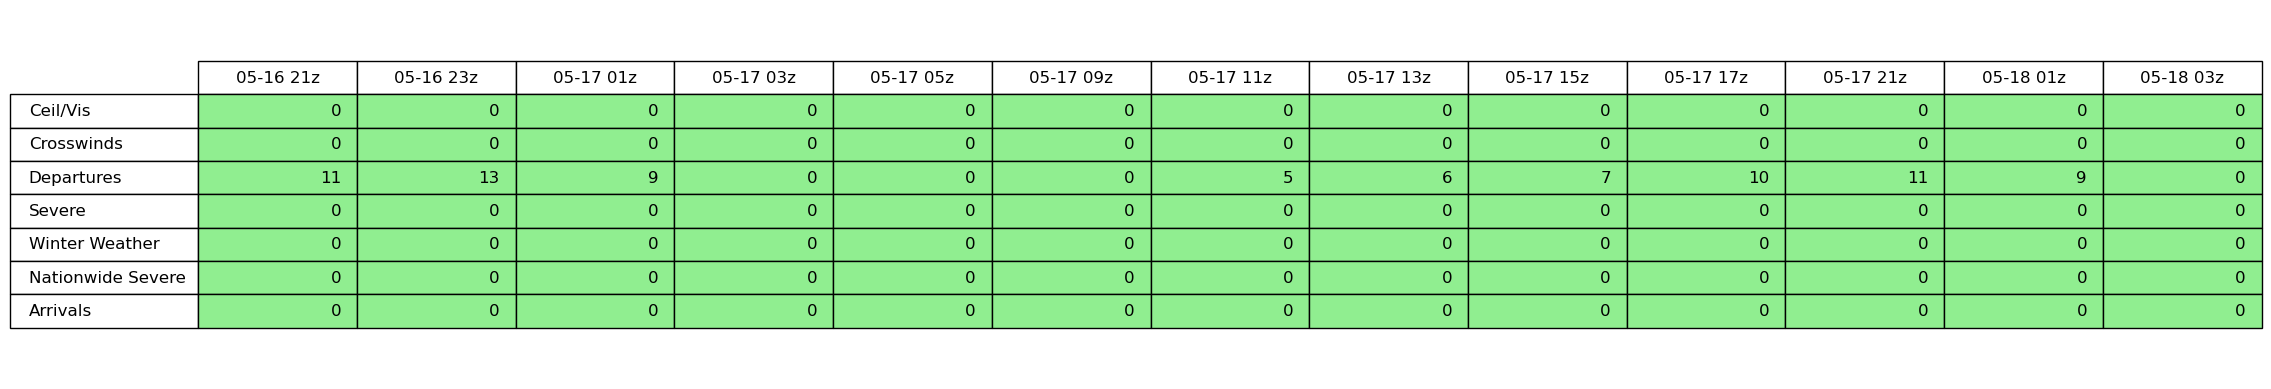 05-16 21z 05-16 23z 05-17 01z 05-17 03z 05-17 05z 05-17 09z 05-17 11z 05-17 13z 05-17 15z 05-17 17z 05-17 21z 05-18 01z 05-18 03z
Ceil/Vis 0 0 0 0 0 0 0 0 0 0 0 0 0
Crosswinds 0 0 0 0 0 0 0 0 0 0 0 0 0
Departures 11 13 9 0 0 0 5 6 7 10 11 9 0
Severe 0 0 0 0 0 0 0 0 0 0 0 0 0
Winter Weather 0 0 0 0 0 0 0 0 0 0 0 0 0
Nationwide Severe 0 0 0 0 0 0 0 0 0 0 0 0 0
Arrivals 0 0 0 0 0 0 0 0 0 0 0 0 0